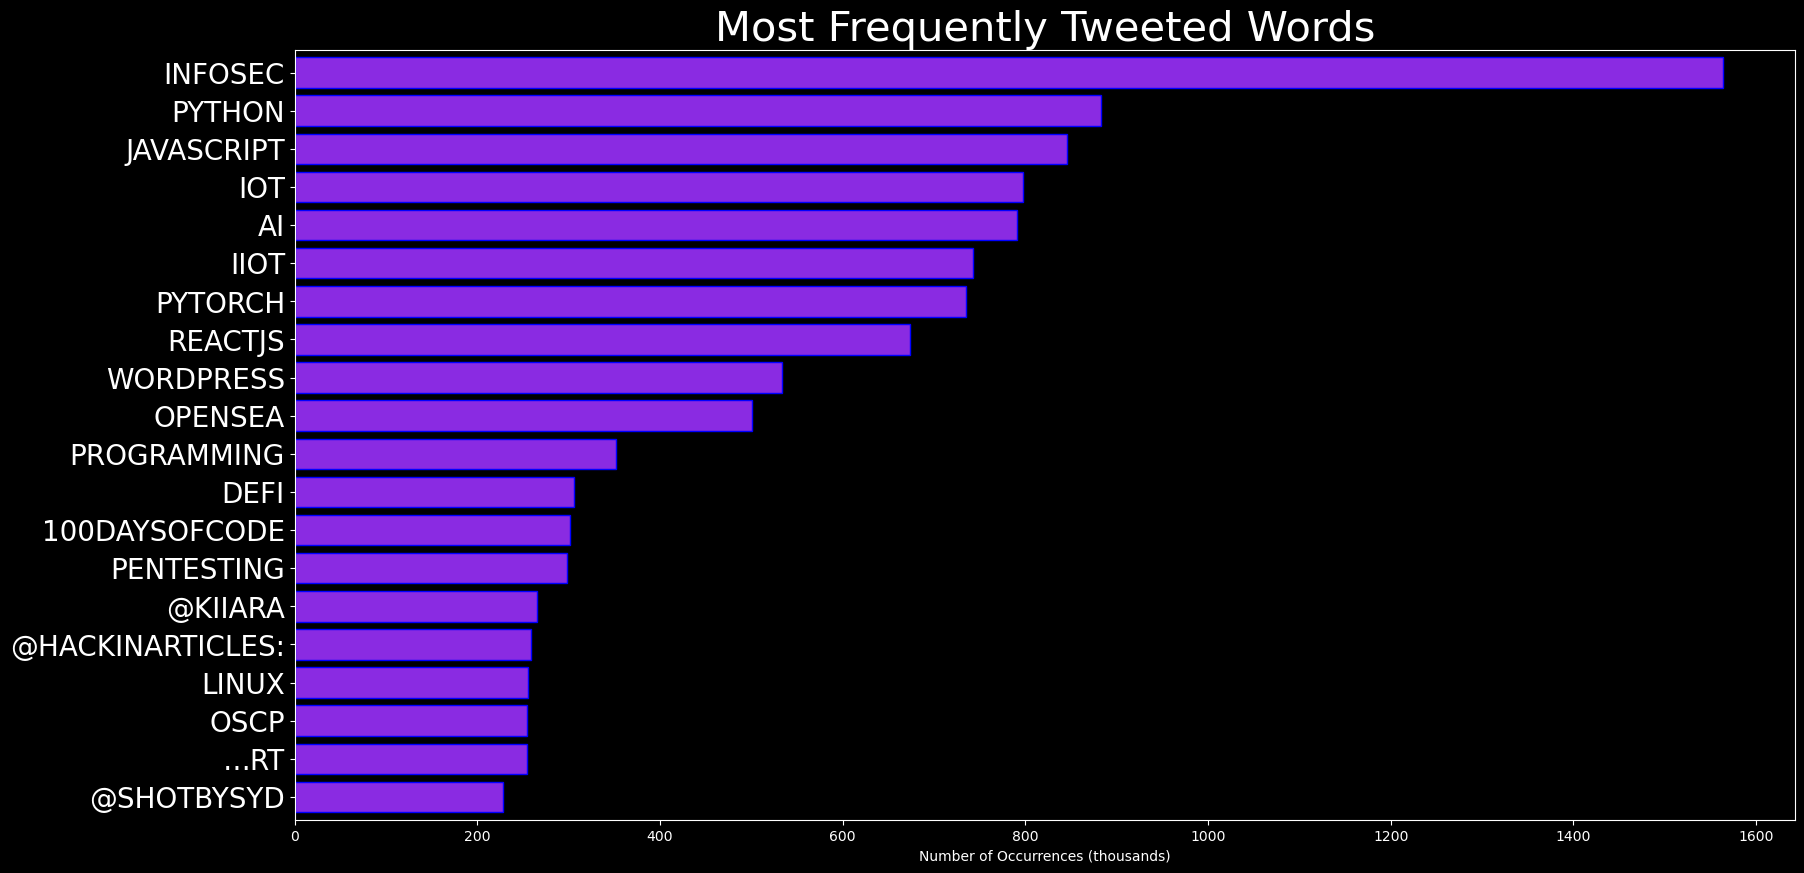 Most Frequently Tweeted Words
INFOSEC
PYTHON
JAVASCRIPT
IOT
AI
IIOT
PYTORCH
REACTJS
WORDPRESS
OPENSEA
PROGRAMMING
DEFI
100DAYSOFCODE
PENTESTING
@KIIARA
@HACKINARTICLES:
LINUX
OSCP
…RT
@SHOTBYSYD
0 200 400 600 800 1000 1200 1400 1600
Number of Occurrences (thousands)